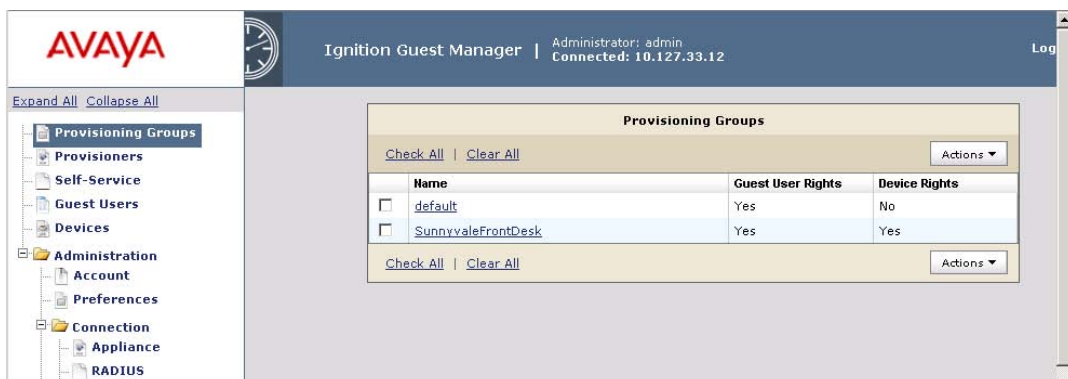 AVAYA
Ignition Guest Manager |
Administrator: admin
Connected: 10.127.33.12
Log
Expand All Collapse All
Provisioning Groups
Provisioners
Self-Service
Guest Users
Devices
Administration
Account
Preferences
Connection
Appliance
RADIUS
Provisioning Groups
Check All | Clear All
Actions
Name Guest User Rights Device Rights
default Yes No
SunnyvaleFrontDesk Yes Yes
Check All | Clear All
Actions